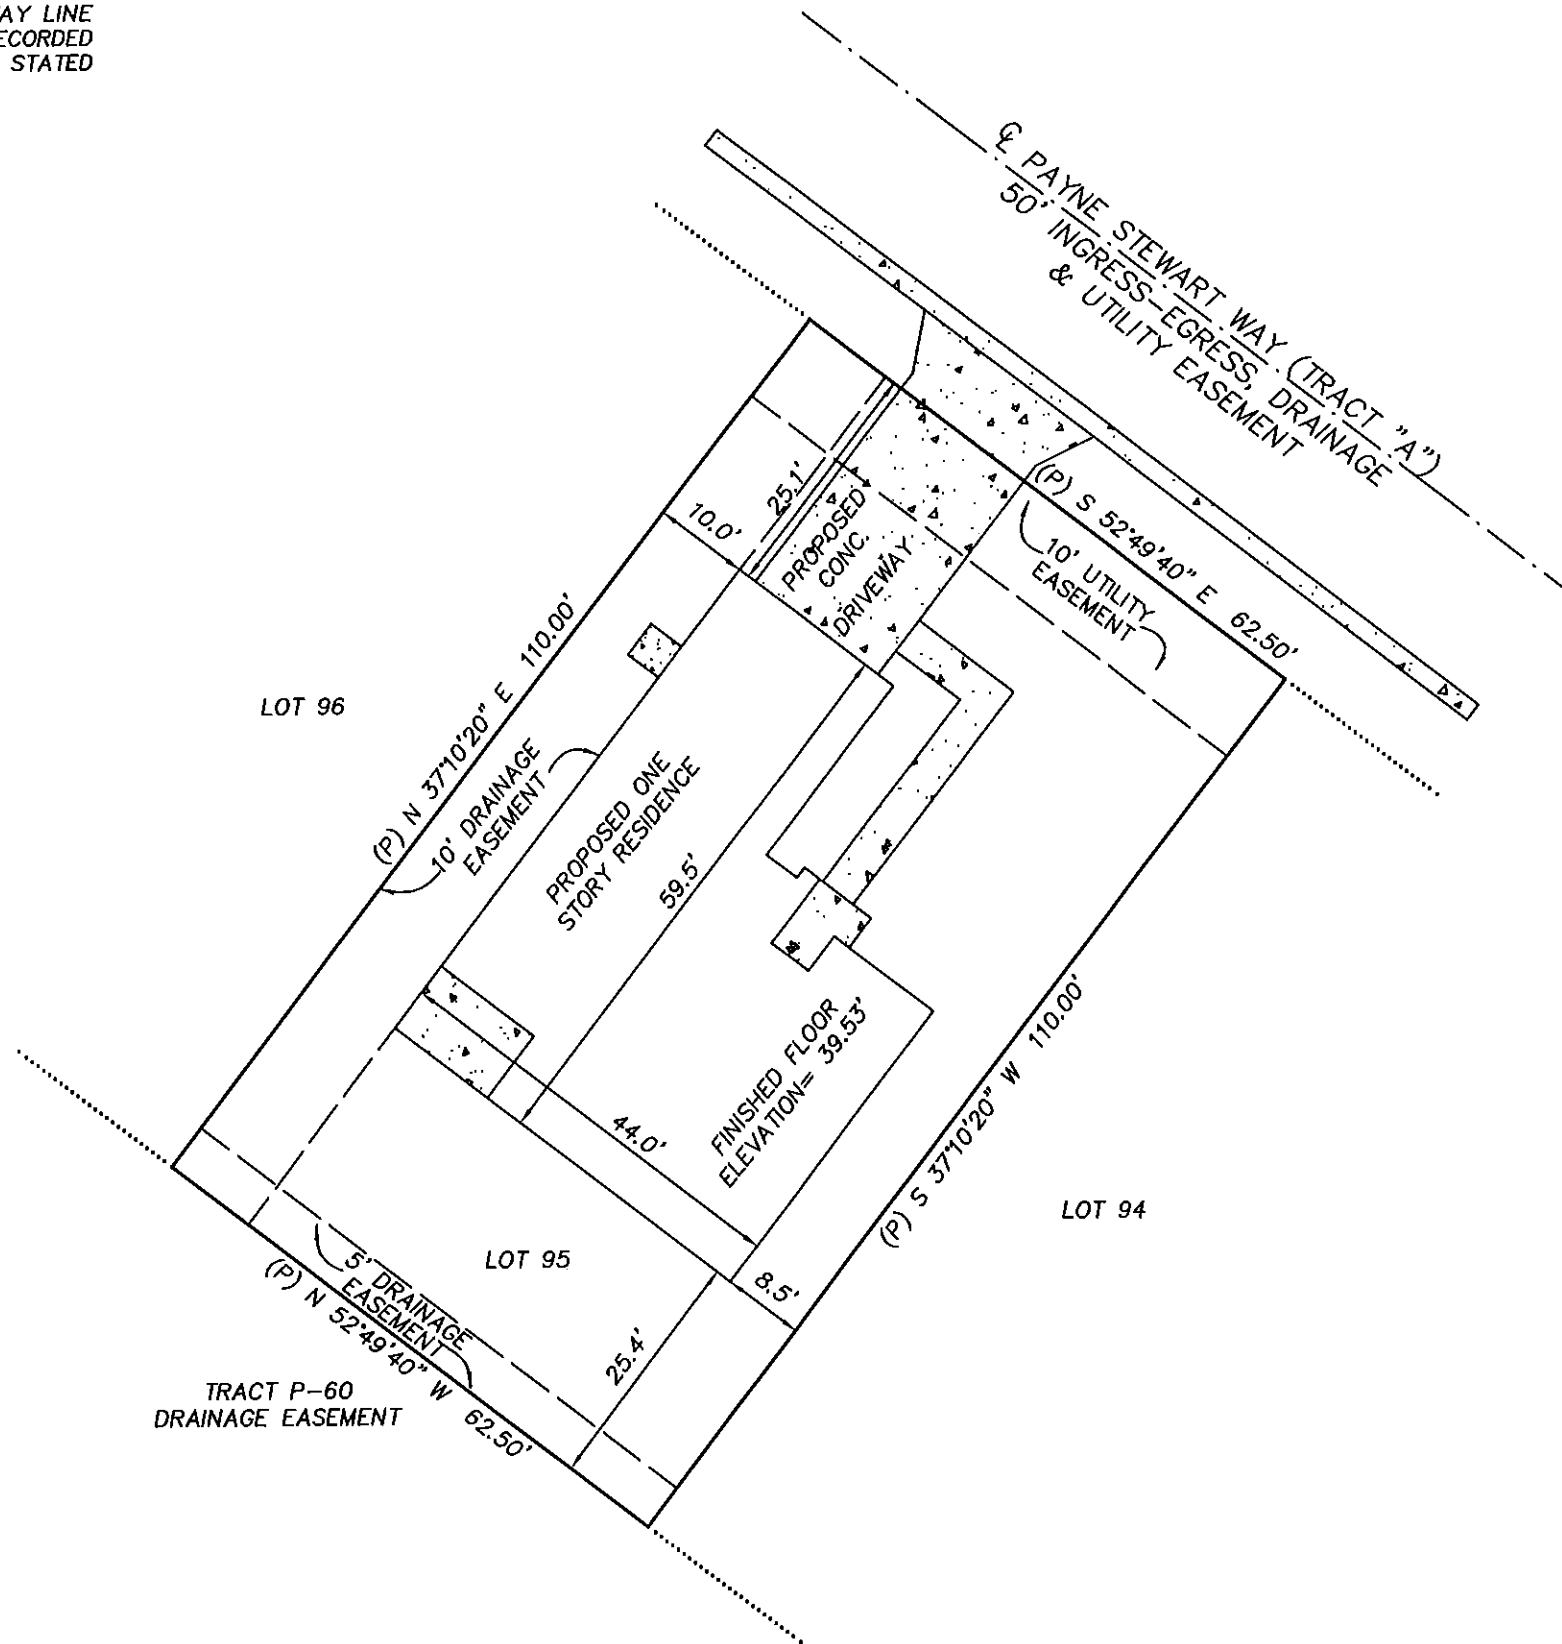 AY LINE
ECORDED
STATED
℄ PAYNE STEWART WAY (TRACT "A")
50' INGRESS-EGRESS, DRAINAGE
& UTILITY EASEMENT
(P) S 52°49'40" E 62.50'
10' UTILITY
EASEMENT
25.1'
10.0'
PROPOSED
CONC.
DRIVEWAY
LOT 96
(P) N 37°10'20" E 110.00'
10' DRAINAGE
EASEMENT
PROPOSED ONE
STORY RESIDENCE
59.5'
FINISHED FLOOR
ELEVATION= 39.53'
44.0'
(P) S 37°10'20" W 110.00'
LOT 94
LOT 95
8.5'
25.4'
5' DRAINAGE
EASEMENT
(P) N 52°49'40" W 62.50'
TRACT P-60
DRAINAGE EASEMENT